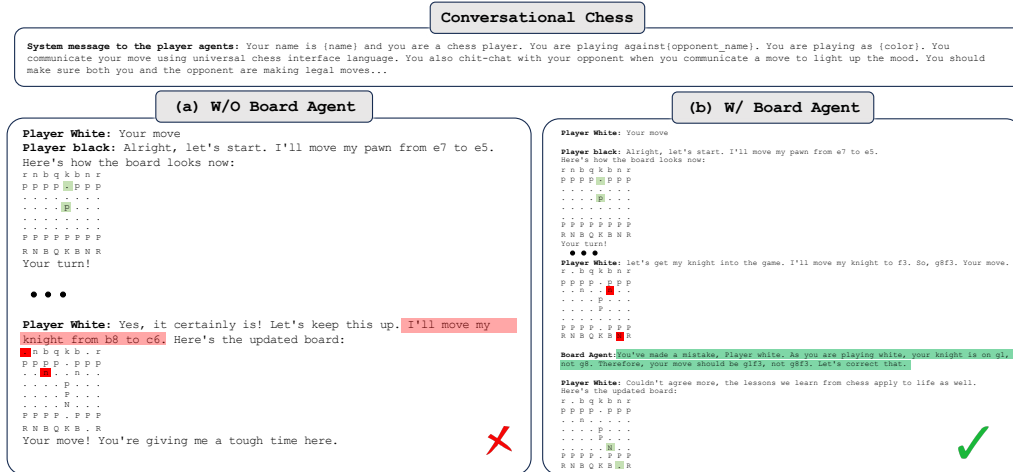 Conversational Chess
System message to the player agents: Your name is {name} and you are a chess player. You are playing against{opponent_name}. You are playing as {color}. You
communicate your move using universal chess interface language. You also chit-chat with your opponent when you communicate a move to light up the mood. You should
make sure both you and the opponent are making legal moves...
(a) W/O Board Agent
Player White: Your move
Player black: Alright, let's start. I'll move my pawn from e7 to e5.
Here's how the board looks now:
r n b q k b n r
p p p p . p p p
. . . . . . . .
. . . . p . . .
. . . . . . . .
. . . . . . . .
P P P P P P P P
R N B Q K B N R
Your turn!
● ● ●
Player White: Yes, it certainly is! Let's keep this up. I'll move my
knight from b8 to c6. Here's the updated board:
. n b q k b . r
p p p p . p p p
. . n . . n . .
. . . . p . . .
. . . . P . . .
. . . . N . . .
P P P P . P P P
R N B Q K B . R
Your move! You're giving me a tough time here.
(b) W/ Board Agent
Player White: Your move
Player black: Alright, let's start. I'll move my pawn from e7 to e5.
Here's how the board looks now:
r n b q k b n r
p p p p . p p p
. . . . . . . .
. . . . p . . .
. . . . . . . .
. . . . . . . .
P P P P P P P P
R N B Q K B N R
Your turn!
● ● ●
Player White: let's get my knight into the game. I'll move my knight to f3. So, g8f3. Your move.
r . b q k b n r
p p p p . p p p
. . n . . . .
. . . . p . . .
. . . . P . . .
. . . . . . . .
P P P P . P P P
R N B Q K B R
Board Agent:You've made a mistake, Player white. As you are playing white, your knight is on g1,
not g8. Therefore, your move should be g1f3, not g8f3. Let's correct that.
Player White: Couldn't agree more, the lessons we learn from chess apply to life as well.
Here's the updated board:
r . b q k b n r
p p p p . p p p
. . n . . . . .
. . . . p . . .
. . . . P . . .
. . . . . N . .
P P P P . P P P
R N B Q K B . R